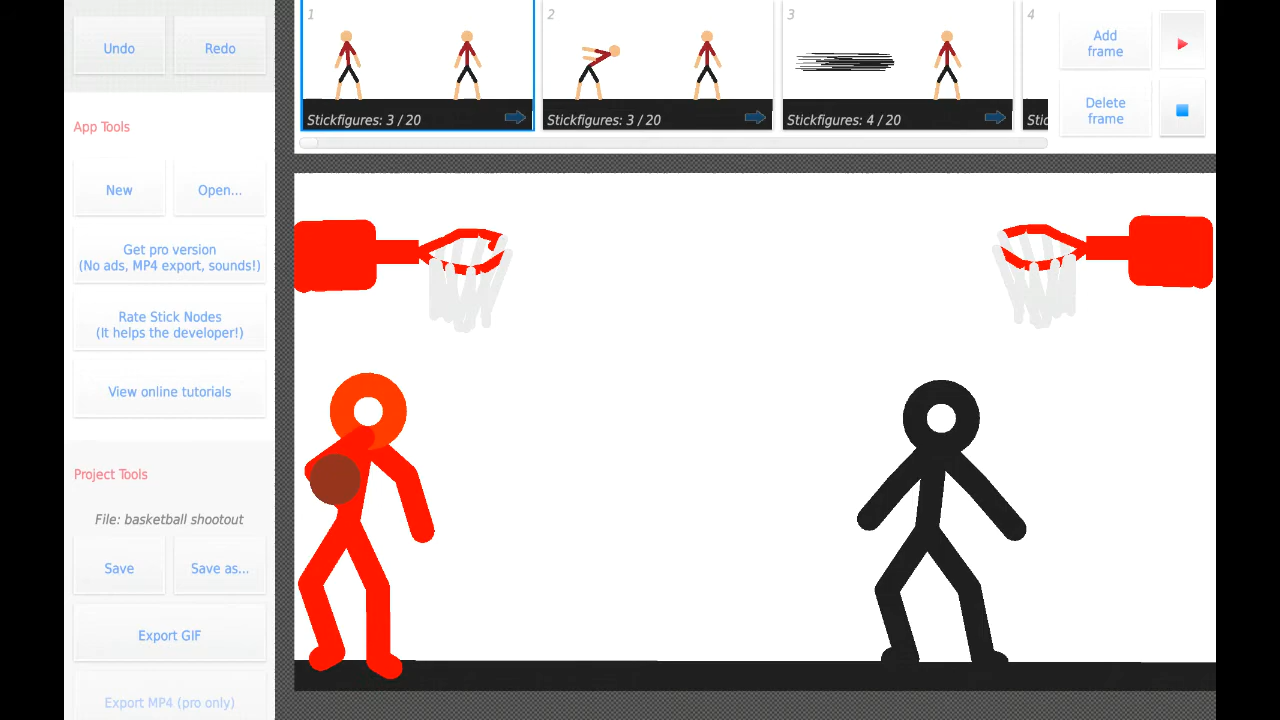 Undo
Redo
App Tools
New
Open...
Get pro version
(No ads, MP4 export, sounds!)
Rate Stick Nodes
(It helps the developer!)
View online tutorials
Project Tools
File: basketball shootout
Save
Save as...
Export GIF
Export MP4 (pro only)
1
Stickfigures: 3 / 20
2
Stickfigures: 3 / 20
3
Stickfigures: 4 / 20
4
Stic
Add
frame
Delete
frame